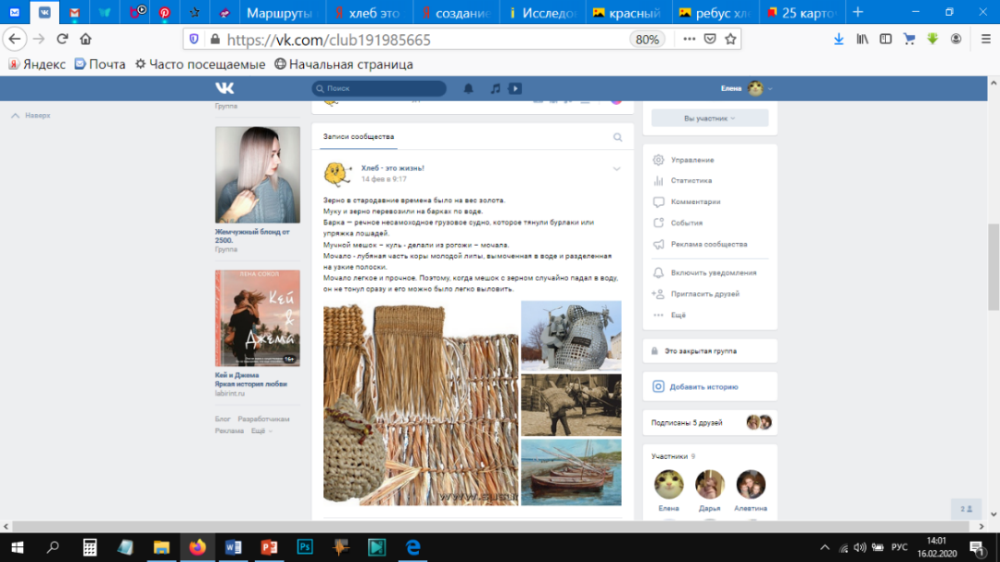 Маршруты
хлеб это
создание
Исследо
красный
ребус хл
25 карто
https://vk.com/club191985665
80%
Яндекс
Почта
Часто посещаемые
Начальная страница
Поиск
Елена
Наверх
Группа
Жемчужный блонд от
2500.
Группа
ЛЕНА СОКОЛ
Кей
&
Джема
16+
Кей и Джема
Яркая история любви
labirint.ru
Блог Разработчикам
Реклама Ещё
Записи сообщества
Хлеб - это жизнь!
14 фев в 9:17
Зерно в стародавние времена было на вес золота.
Муку и зерно перевозили на барках по воде.
Барка — речное несамоходное грузовое судно, которое тянули бурлаки или
упряжка лошадей.
Мучной мешок – куль - делали из рогожи – мочала.
Мочало - лубяная часть коры молодой липы, вымоченная в воде и разделенная
на узкие полоски.
Мочало легкое и прочное. Поэтому, когда мешок с зерном случайно падал в воду,
он не тонул сразу и его можно было легко выловить.
Вы участник
Управление
Статистика
Комментарии
События
Реклама сообщества
Включить уведомления
Пригласить друзей
Ещё
Это закрытая группа
Добавить историю
Подписаны 5 друзей
Участники 9
Елена
Дарья
Алевтина
2
РУС
14:01
16.02.2020
1